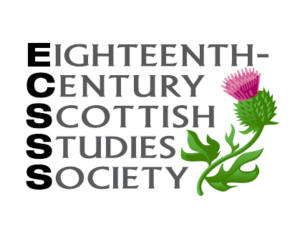 EIGHTEENTH-
CENTURY
SCOTTISH
STUDIES
SOCIETY